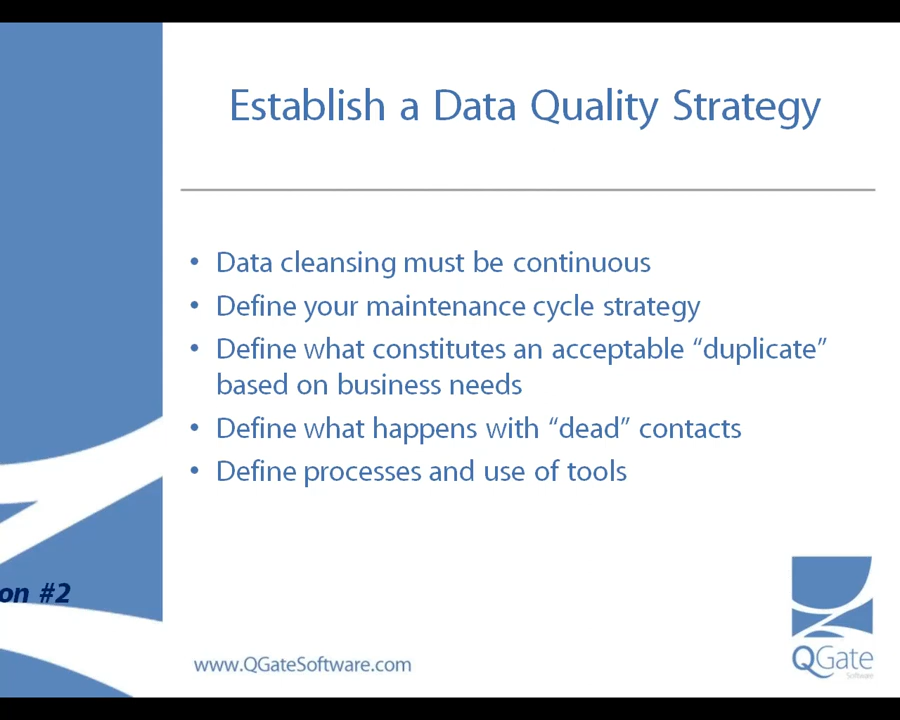 Establish a Data Quality Strategy
• Data cleansing must be continuous
• Define your maintenance cycle strategy
• Define what constitutes an acceptable “duplicate”
based on business needs
• Define what happens with “dead” contacts
• Define processes and use of tools
on #2
www.QGateSoftware.com
QGate
Software